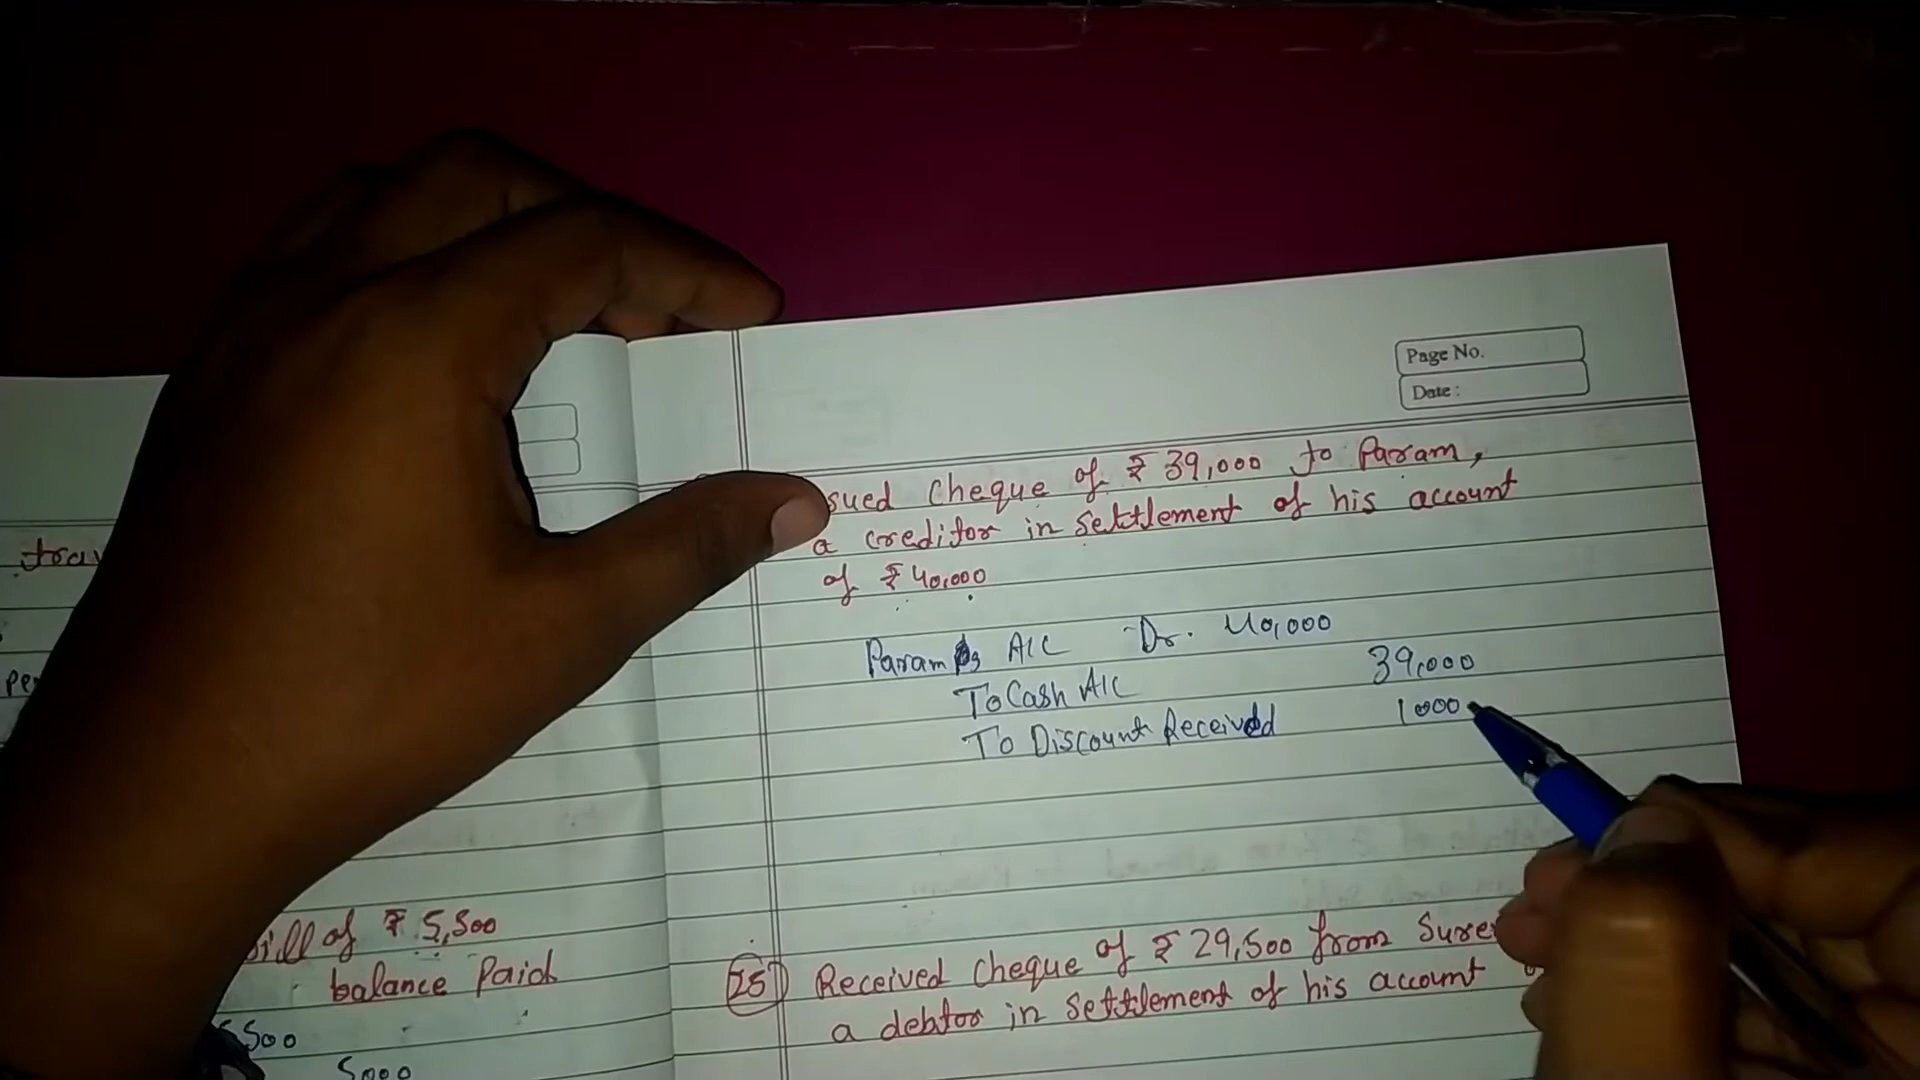 Page No.
Date :
sued cheque of ₹ 39,000 to Param,
a creditor in settlement of his account
of ₹ 40,000
Param A/C Dr. 40,000
To Cash A/C 39,000
To Discount Received 1000
bill of ₹ 5,500
balance Paid
5500
5000
25 Received cheque of ₹ 29,500 from Sure
a debtor in settlement of his account